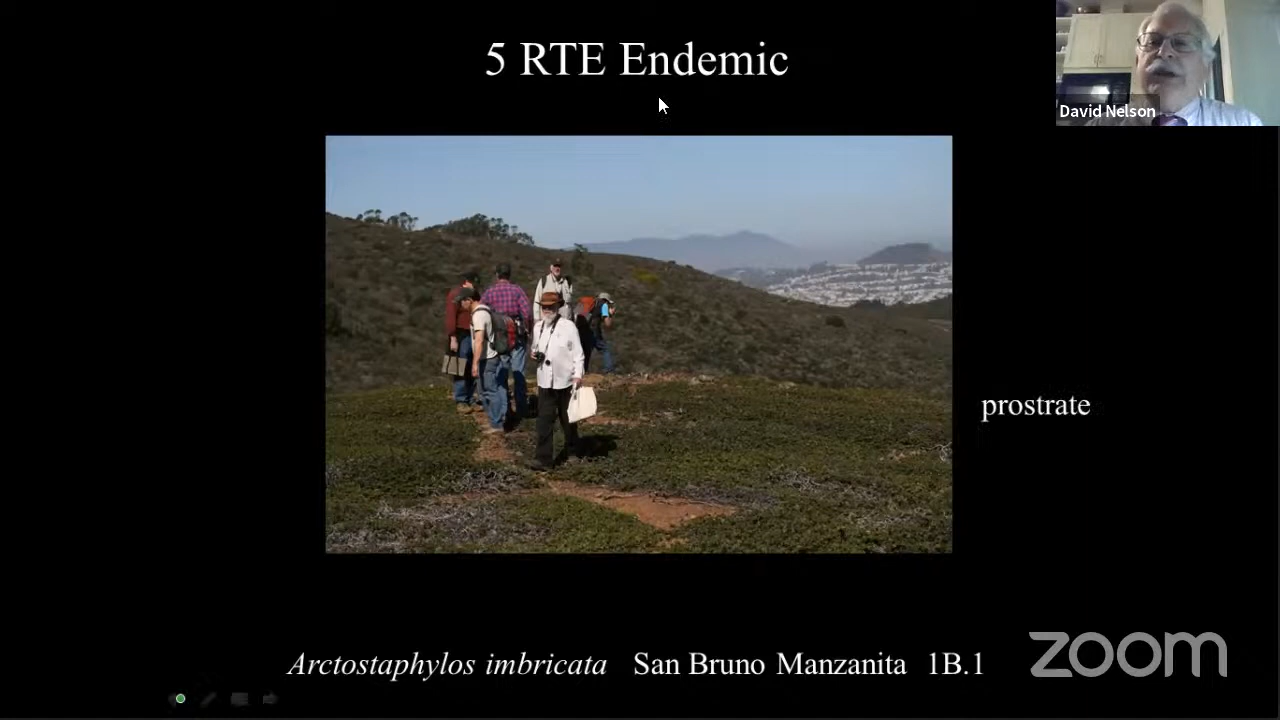 5 RTE Endemic
David Nelson
prostrate
Arctostaphylos imbricata San Bruno Manzanita 1B.1
zoom